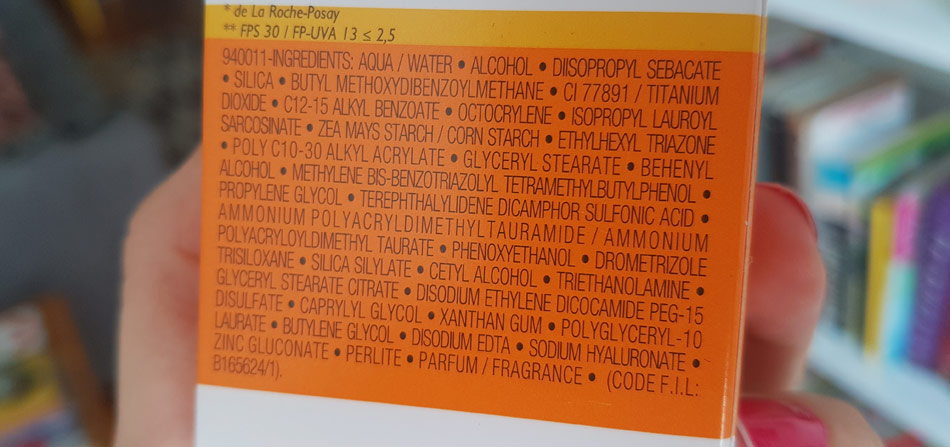 * de La Roche-Posay
** FPS 30 / FP-UVA 13 ≤ 2,5
940011-INGREDIENTS: AQUA / WATER • ALCOHOL • DIISOPROPYL SEBACATE
• SILICA • BUTYL METHOXYDIBENZOYLMETHANE • CI 77891 / TITANIUM
DIOXIDE • C12-15 ALKYL BENZOATE • OCTOCRYLENE • ISOPROPYL LAUROYL
SARCOSINATE • ZEA MAYS STARCH / CORN STARCH • ETHYLHEXYL TRIAZONE
• POLY C10-30 ALKYL ACRYLATE • GLYCERYL STEARATE • BEHENYL
ALCOHOL • METHYLENE BIS-BENZOTRIAZOLYL TETRAMETHYLBUTYLPHENOL •
PROPYLENE GLYCOL • TEREPHTHALYLIDENE DICAMPHOR SULFONIC ACID •
AMMONIUM POLYACRYLDIMETHYLTAURAMIDE / AMMONIUM
POLYACRYLOYLDIMETHYL TAURATE • PHENOXYETHANOL • DROMETRIZOLE
TRISILOXANE • SILICA SILYLATE • CETYL ALCOHOL • TRIETHANOLAMINE •
GLYCERYL STEARATE CITRATE • DISODIUM ETHYLENE DICOCAMIDE PEG-15
DISULFATE • CAPRYLYL GLYCOL • XANTHAN GUM • POLYGLYCERYL-10
LAURATE • BUTYLENE GLYCOL • DISODIUM EDTA • SODIUM HYALURONATE •
ZINC GLUCONATE • PERLITE • PARFUM / FRAGRANCE • (CODE F.I.L:
B165624/1).